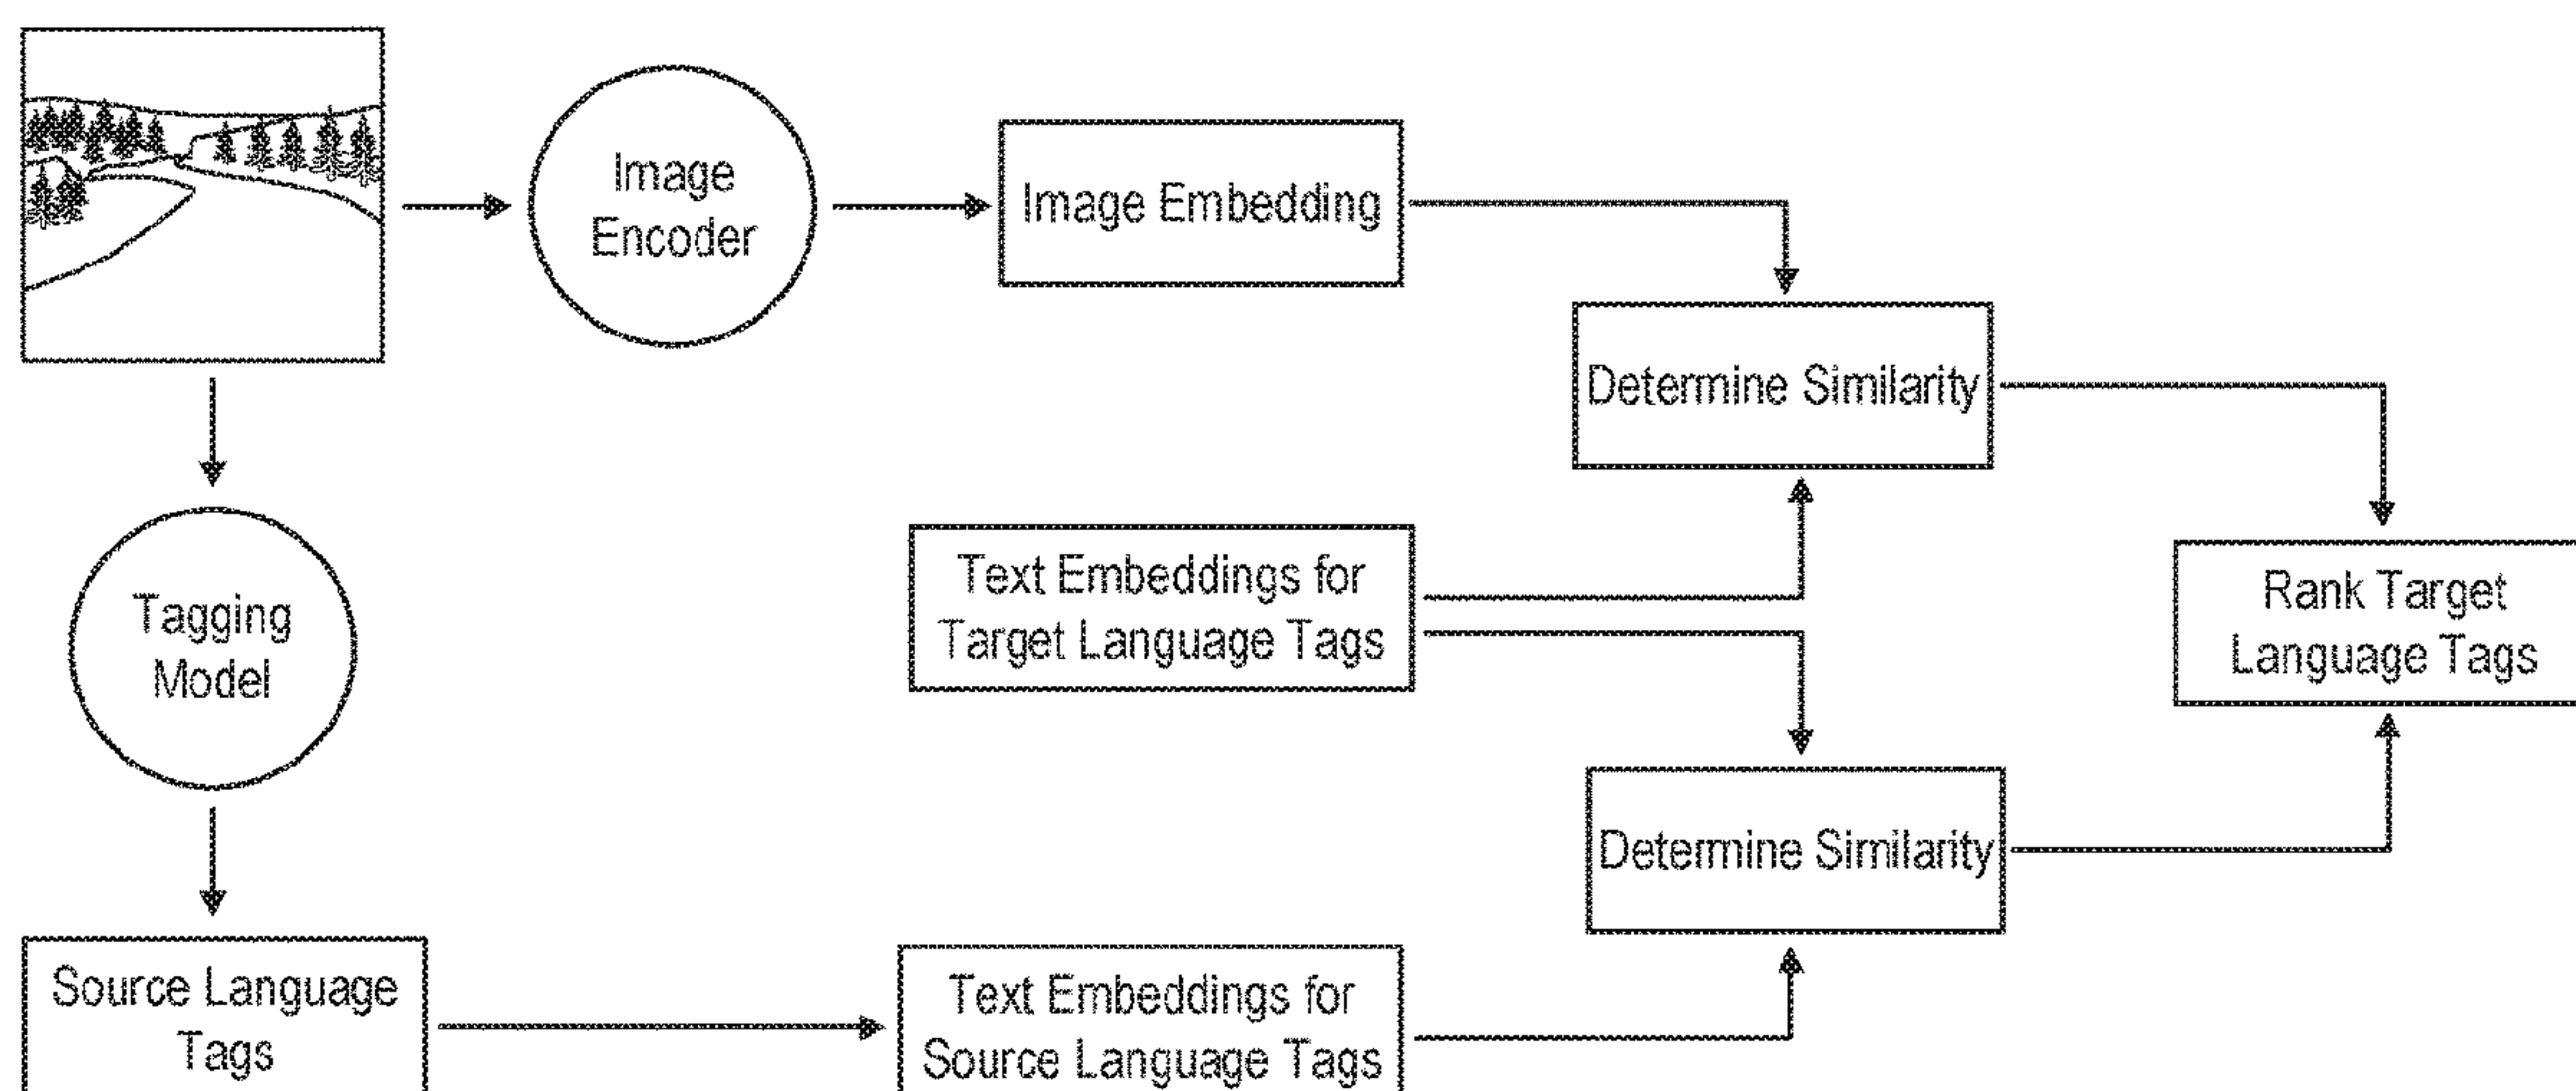 Image
Encoder
Image Embedding
Determine Similarity
Text Embeddings for
Target Language Tags
Tagging
Model
Rank Target
Language Tags
Determine Similarity
Source Language
Tags
Text Embeddings for
Source Language Tags